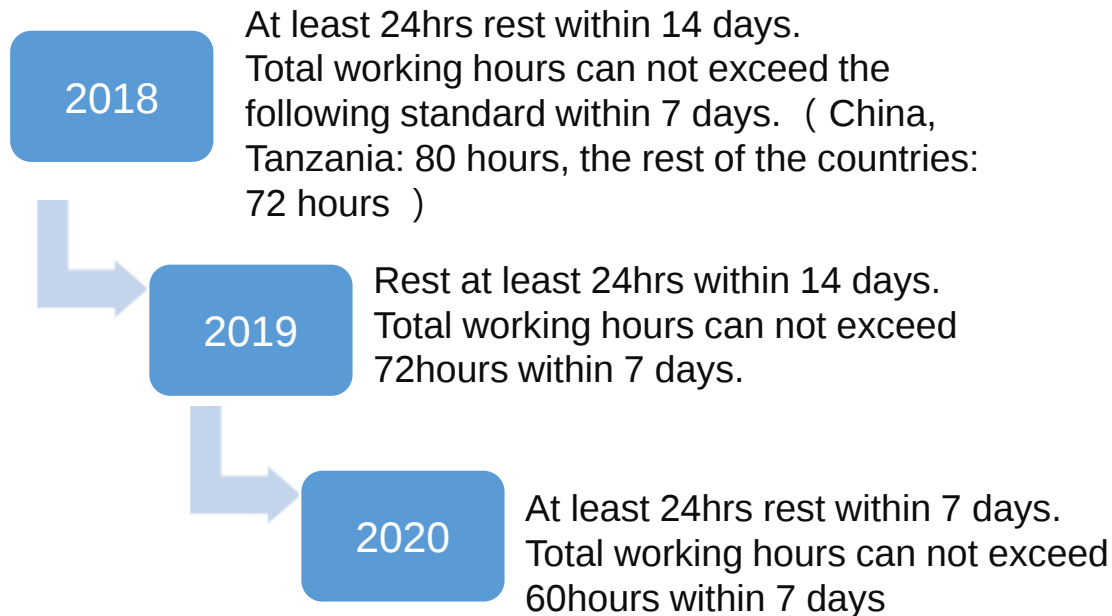 2018
At least 24hrs rest within 14 days.
Total working hours can not exceed the
following standard within 7 days.（ China,
Tanzania: 80 hours, the rest of the countries:
72 hours ）
2019
Rest at least 24hrs within 14 days.
Total working hours can not exceed
72hours within 7 days.
2020
At least 24hrs rest within 7 days.
Total working hours can not exceed
60hours within 7 days